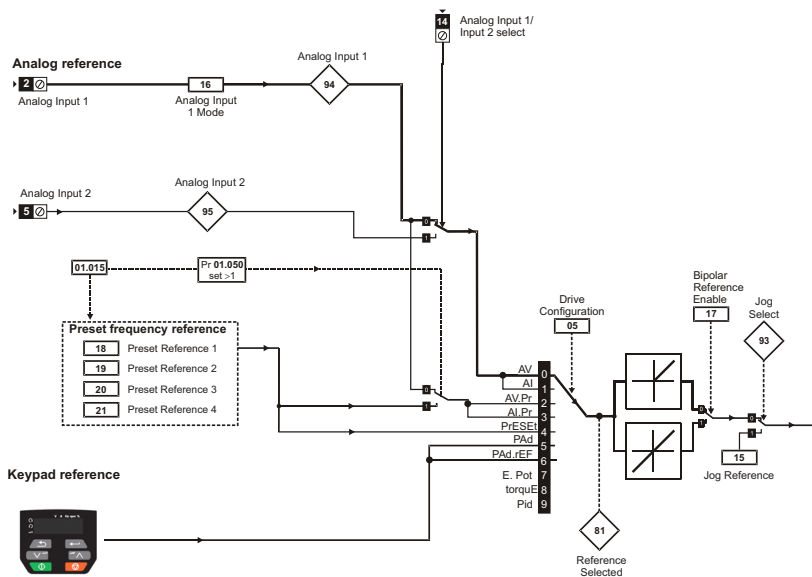 14
Analog Input 1/
Input 2 select
Analog reference
Analog Input 1
2
16
94
Analog Input 1
Analog Input
1 Mode
Analog Input 2
Analog Input 2
5
95
0
1
01.015
Pr 01.050
set >1
Preset frequency reference
18 Preset Reference 1
19 Preset Reference 2
20 Preset Reference 3
21 Preset Reference 4
0
1
Drive
Configuration
05
AV 0
AI 1
AV.Pr 2
AI.Pr 3
PrESEt 4
PAd 5
PAd.rEF 6
E. Pot 7
torquE 8
Pid 9
Bipolar
Reference
Enable
17
Jog
Select
93
0
1
0
1
15
Jog Reference
81
Reference
Selected
Keypad reference